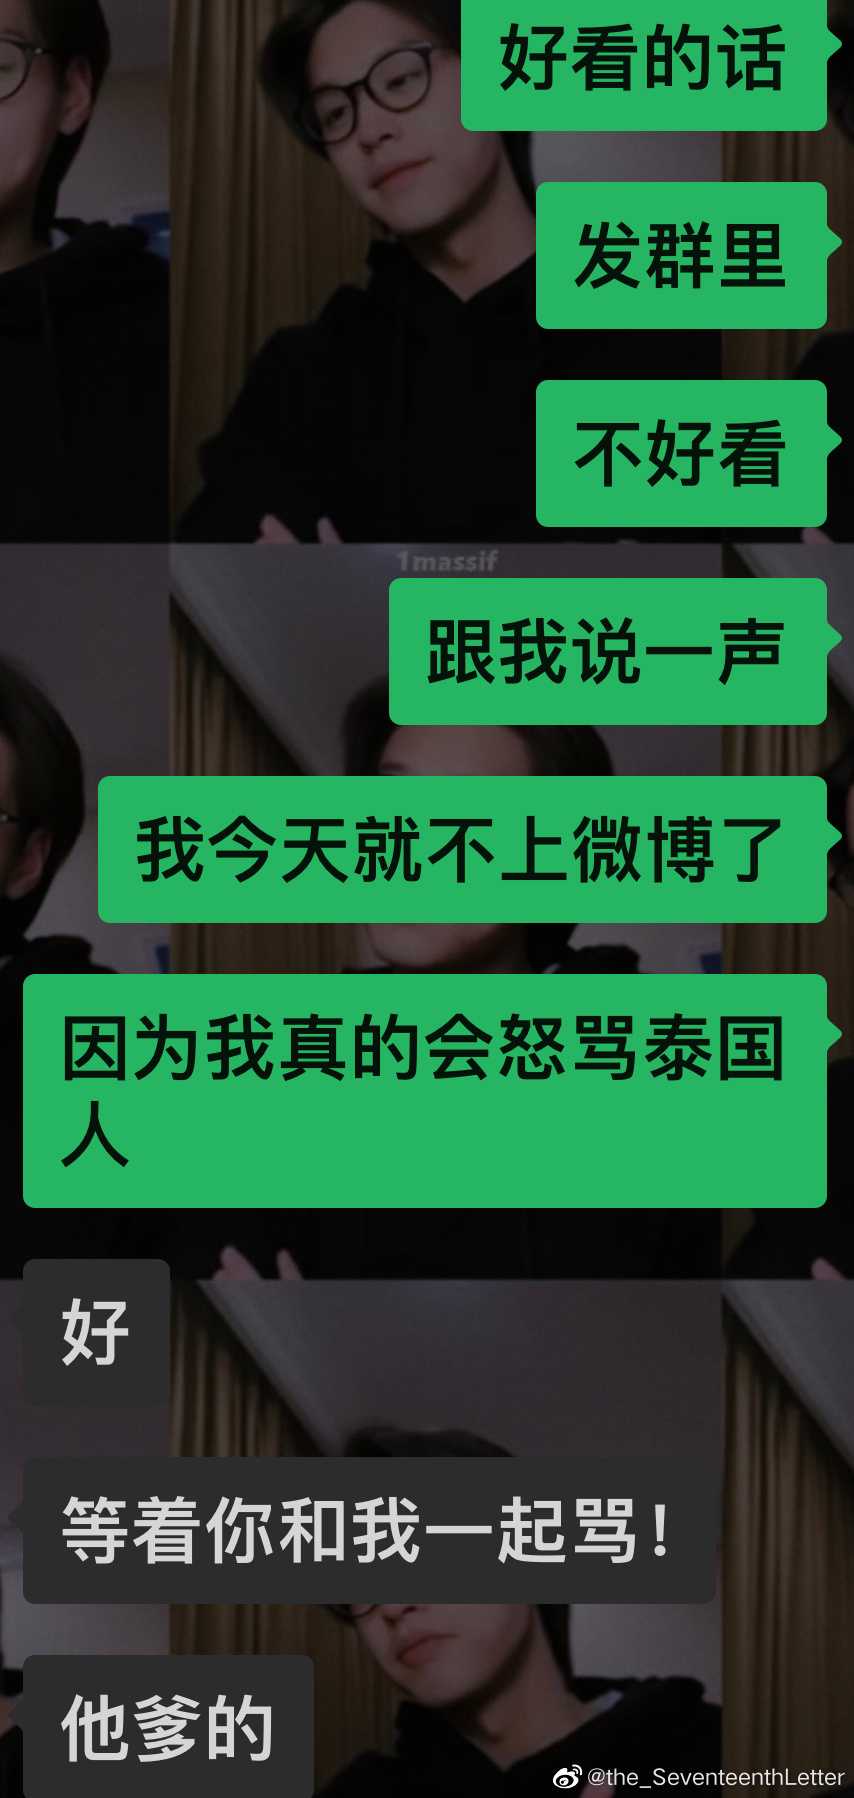 好看的话
发群里
不好看
1massif
跟我说一声
我今天就不上微博了
因为我真的会怒骂泰国
人
好
等着你和我一起骂！
他爹的
@the_SeventeenthLetter